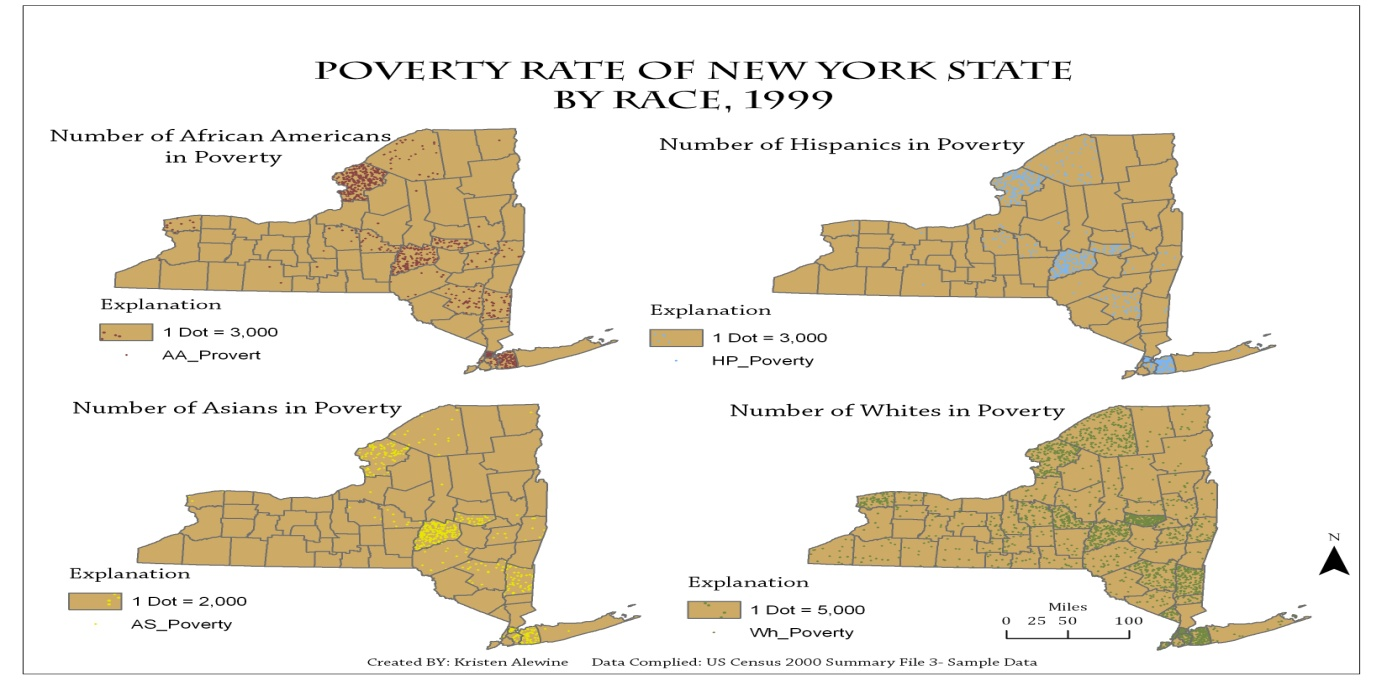 POVERTY RATE OF NEW YORK STATE
BY RACE, 1999
Number of African Americans
in Poverty
Explanation
1 Dot = 3,000
AA_Provert
Number of Hispanics in Poverty
Explanation
1 Dot = 3,000
HP_Poverty
Number of Asians in Poverty
Explanation
1 Dot = 2,000
AS_Poverty
Number of Whites in Poverty
Explanation
1 Dot = 5,000
Wh_Poverty
Miles
0 25 50 100
N
Created BY: Kristen Alewine Data Complied: US Census 2000 Summary File 3- Sample Data